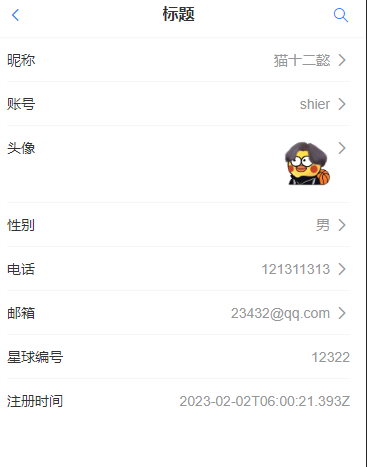 标题
昵称 猫十二懿
账号 shier
头像
性别 男
电话 121311313
邮箱 23432@qq.com
星球编号 12322
注册时间 2023-02-02T06:00:21.393Z